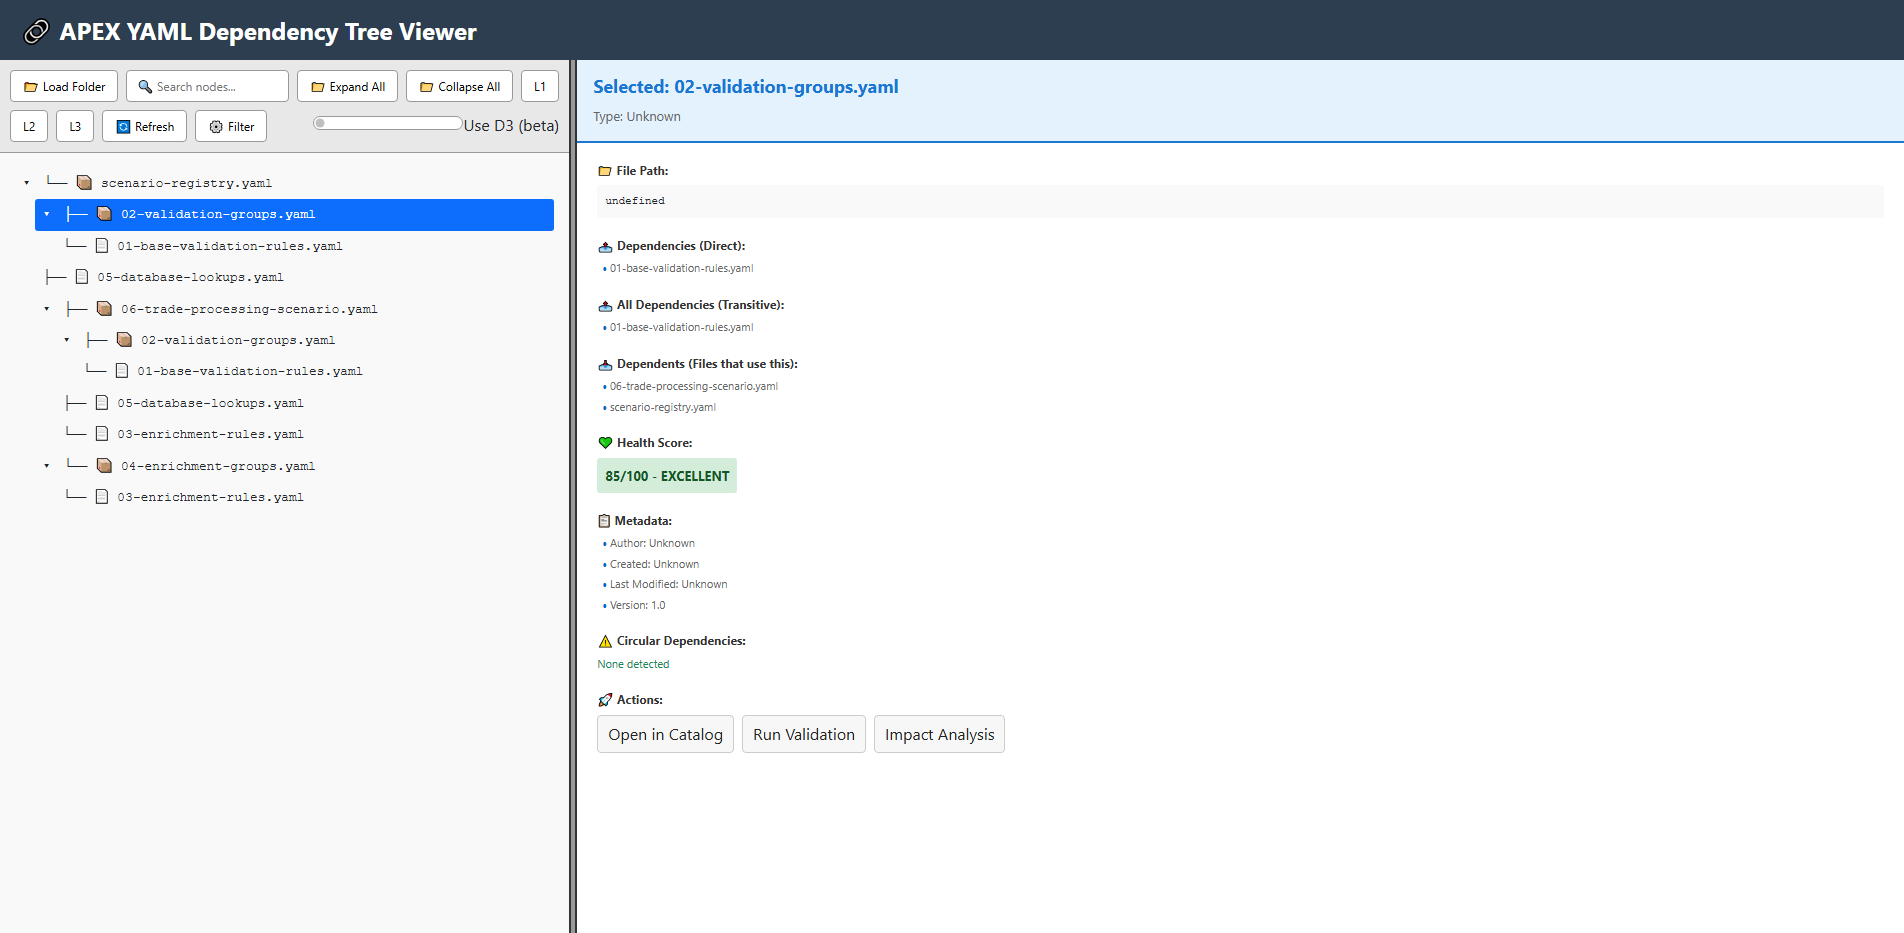 APEX YAML Dependency Tree Viewer
Load Folder
Search nodes...
Expand All
Collapse All
L1
L2
L3
Refresh
Filter
Use D3 (beta)
scenario-registry.yaml
02-validation-groups.yaml
01-base-validation-rules.yaml
05-database-lookups.yaml
06-trade-processing-scenario.yaml
02-validation-groups.yaml
01-base-validation-rules.yaml
05-database-lookups.yaml
03-enrichment-rules.yaml
04-enrichment-groups.yaml
03-enrichment-rules.yaml
Selected: 02-validation-groups.yaml
Type: Unknown
File Path:
undefined
Dependencies (Direct):
• 01-base-validation-rules.yaml
All Dependencies (Transitive):
• 01-base-validation-rules.yaml
Dependents (Files that use this):
• 06-trade-processing-scenario.yaml
• scenario-registry.yaml
Health Score:
85/100 - EXCELLENT
Metadata:
• Author: Unknown
• Created: Unknown
• Last Modified: Unknown
• Version: 1.0
Circular Dependencies:
None detected
Actions:
Open in Catalog
Run Validation
Impact Analysis